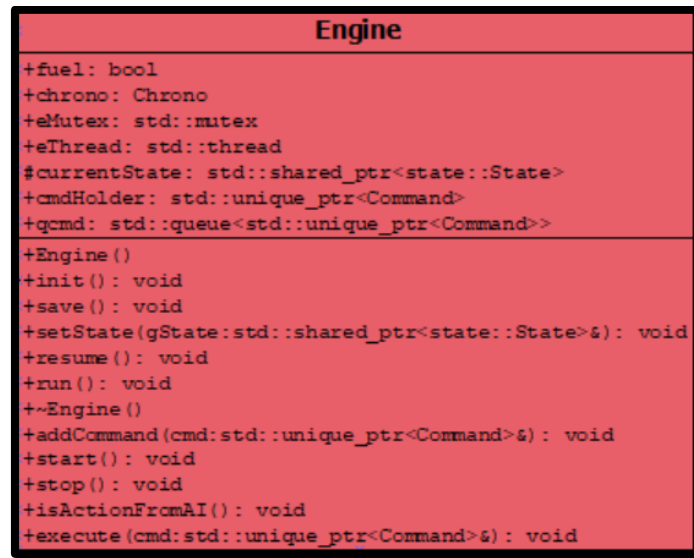 Engine
+fuel: bool
+chrono: Chrono
+eMutex: std::mutex
+eThread: std::thread
#currentState: std::shared_ptr<state::State>
+cmdHolder: std::unique_ptr<Command>
+qcmd: std::queue<std::unique_ptr<Command>>
+Engine()
+init(): void
+save(): void
+setState(gState:std::shared_ptr<state::State>&): void
+resume(): void
+run(): void
+~Engine()
+addCommand(cmd:std::unique_ptr<Command>&): void
+start(): void
+stop(): void
+isActionFromAI(): void
+execute(cmd:std::unique_ptr<Command>&): void